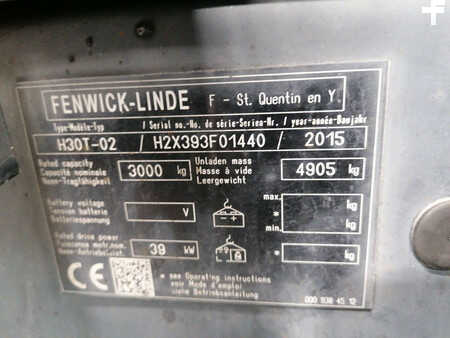 FENWICK-LINDE F - St. Quentin en Y.
Type-Modèle-Typ / Serial no.-No. de série-Serien-Nr. / year-année-Baujahr
H30T-02 / H2X393F01440 / 2015
Rated capacity
Capacité nominale
Nenn-Tragfähigkeit
3000 kg
Unladen mass
Masse à vide
Leergewicht
4905 kg
Battery voltage
Tension batterie
Batteriespannung
V
- +
max.
*
min.
kg
kg
Rated drive power
Puissance motr.nom.
Nenn-Antriebsleist.
39 kW
* kg
CE
* see Operating instructions
voir Mode d'emploi
siehe Betriebsanleitung
000 938 45 12